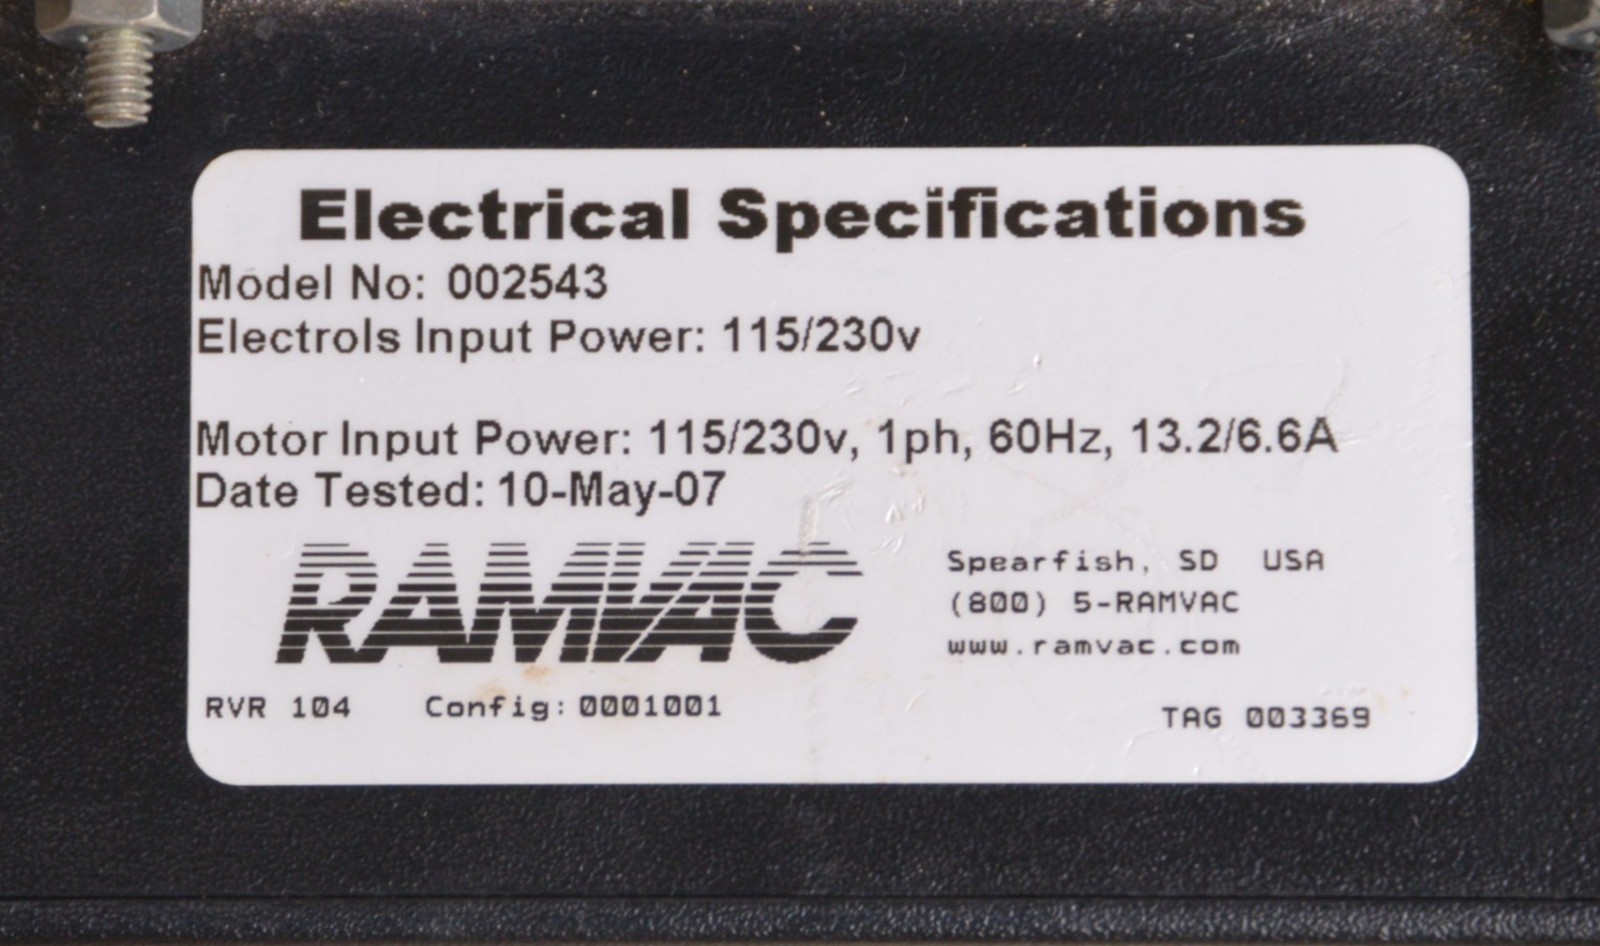 Electrical Specifications
Model No: 002543
Electrols Input Power: 115/230v
Motor Input Power: 115/230v, 1ph, 60Hz, 13.2/6.6A
Date Tested: 10-May-07
RAMVAC
Spearfish, SD USA
(800) 5-RAMVAC
www.ramvac.com
RVR 104 Config: 0001001
TAG 003369